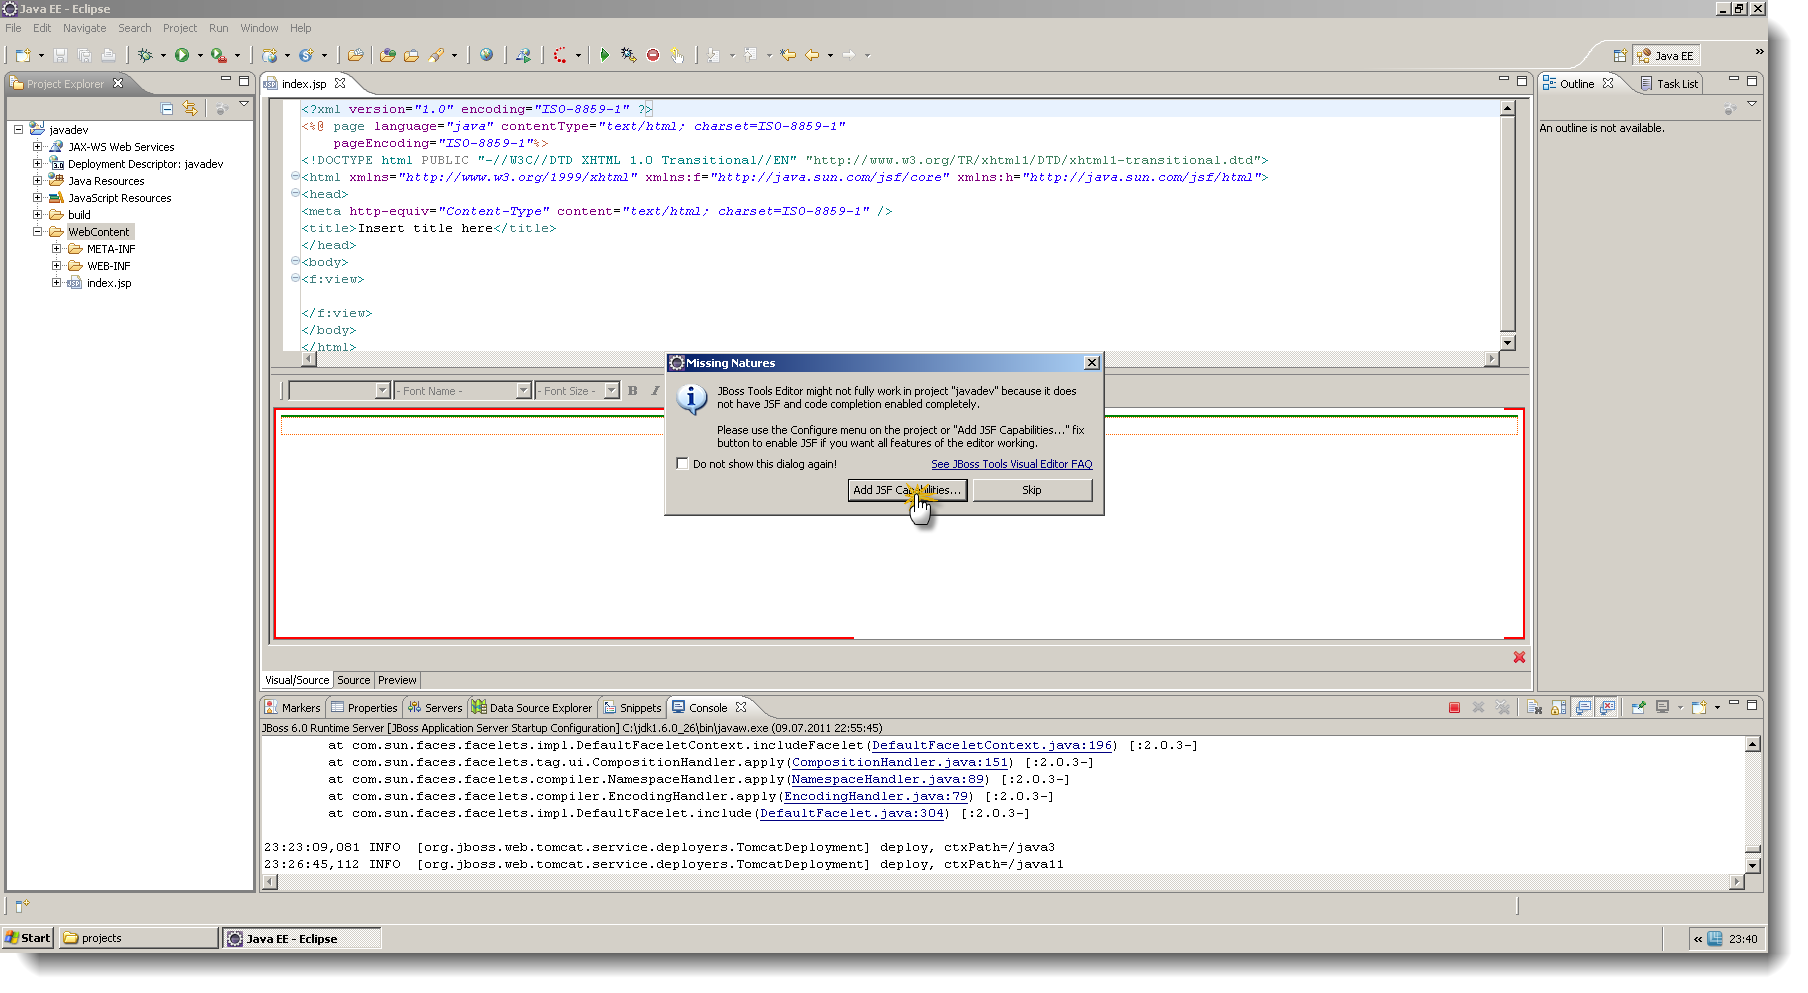 Java EE - Eclipse
File Edit Navigate Search Project Run Window Help
Java EE
Project Explorer
javadev
JAX-WS Web Services
Deployment Descriptor: javadev
Java Resources
JavaScript Resources
build
WebContent
META-INF
WEB-INF
index.jsp
index.jsp
<?xml version="1.0" encoding="ISO-8859-1" ?>
<%@ page language="java" contentType="text/html; charset=ISO-8859-1"
pageEncoding="ISO-8859-1"%>
<!DOCTYPE html PUBLIC "-//W3C//DTD XHTML 1.0 Transitional//EN" "http://www.w3.org/TR/xhtml1/DTD/xhtml1-transitional.dtd">
<html xmlns="http://www.w3.org/1999/xhtml" xmlns:f="http://java.sun.com/jsf/core" xmlns:h="http://java.sun.com/jsf/html">
<head>
<meta http-equiv="Content-Type" content="text/html; charset=ISO-8859-1" />
<title>Insert title here</title>
</head>
<body>
<f:view>
</f:view>
</body>
</html>
- Font Name - - Font Size - B I
Missing Natures
JBoss Tools Editor might not fully work in project "javadev" because it does
not have JSF and code completion enabled completely.
Please use the Configure menu on the project or "Add JSF Capabilities..." fix
button to enable JSF if you want all features of the editor working.
Do not show this dialog again! See JBoss Tools Visual Editor FAQ
Add JSF Capabilities... Skip
Visual/Source Source Preview
Outline Task List
An outline is not available.
Markers Properties Servers Data Source Explorer Snippets Console
JBoss 6.0 Runtime Server [JBoss Application Server Startup Configuration] C:\jdk1.6.0_26\bin\javaw.exe (09.07.2011 22:55:45)
at com.sun.faces.facelets.impl.DefaultFaceletContext.includeFacelet(DefaultFaceletContext.java:196) [:2.0.3-]
at com.sun.faces.facelets.tag.ui.CompositionHandler.apply(CompositionHandler.java:151) [:2.0.3-]
at com.sun.faces.facelets.compiler.NamespaceHandler.apply(NamespaceHandler.java:89) [:2.0.3-]
at com.sun.faces.facelets.compiler.EncodingHandler.apply(EncodingHandler.java:79) [:2.0.3-]
at com.sun.faces.facelets.impl.DefaultFacelet.include(DefaultFacelet.java:304) [:2.0.3-]
23:23:09,081 INFO [org.jboss.web.tomcat.service.deployers.TomcatDeployment] deploy, ctxPath=/java3
23:26:45,112 INFO [org.jboss.web.tomcat.service.deployers.TomcatDeployment] deploy, ctxPath=/java11
Start projects Java EE - Eclipse 23:40